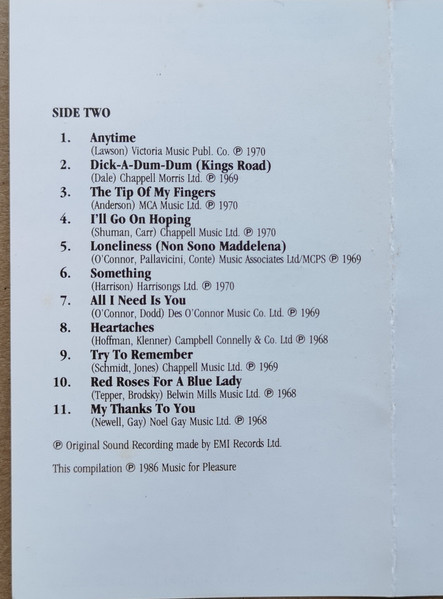 SIDE TWO
1. Anytime
(Lawson) Victoria Music Publ. Co. ℗ 1970
2. Dick-A-Dum-Dum (Kings Road)
(Dale) Chappell Morris Ltd. ℗ 1969
3. The Tip Of My Fingers
(Anderson) MCA Music Ltd. ℗ 1970
4. I'll Go On Hoping
(Shuman, Carr) Chappell Music Ltd. ℗ 1970
5. Loneliness (Non Sono Maddelena)
(O'Connor, Pallavicini, Conte) Music Associates Ltd/MCPS ℗ 1969
6. Something
(Harrison) Harrisongs Ltd. ℗ 1970
7. All I Need Is You
(O'Connor, Dodd) Des O'Connor Music Co. Ltd. ℗ 1969
8. Heartaches
(Hoffman, Klenner) Campbell Connelly & Co. Ltd ℗ 1968
9. Try To Remember
(Schmidt, Jones) Chappell Music Ltd. ℗ 1969
10. Red Roses For A Blue Lady
(Tepper, Brodsky) Belwin Mills Music Ltd. ℗ 1968
11. My Thanks To You
(Newell, Gay) Noel Gay Music Ltd. ℗ 1968
℗ Original Sound Recording made by EMI Records Ltd.
This compilation ℗ 1986 Music for Pleasure